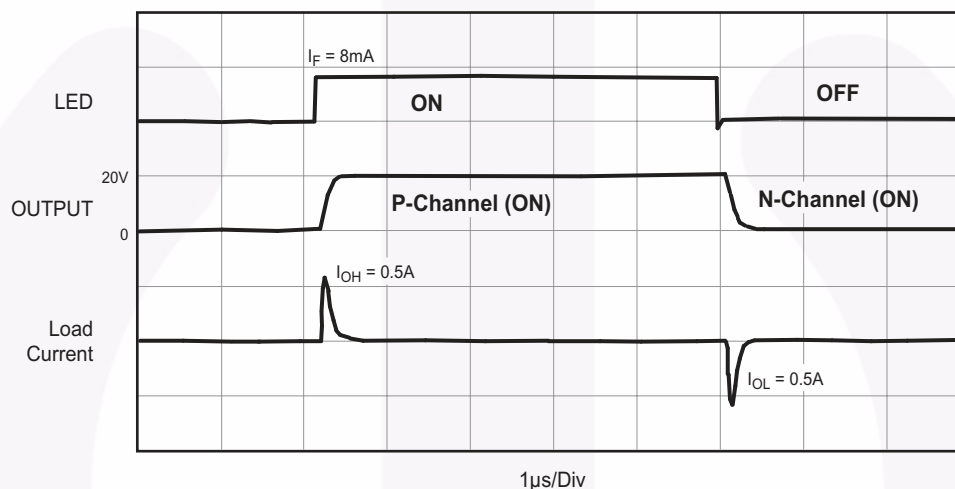 I_F = 8mA
LED
ON
OFF
20V
OUTPUT
P-Channel (ON)
N-Channel (ON)
0
I_OH = 0.5A
Load
Current
I_OL = 0.5A
1µs/Div